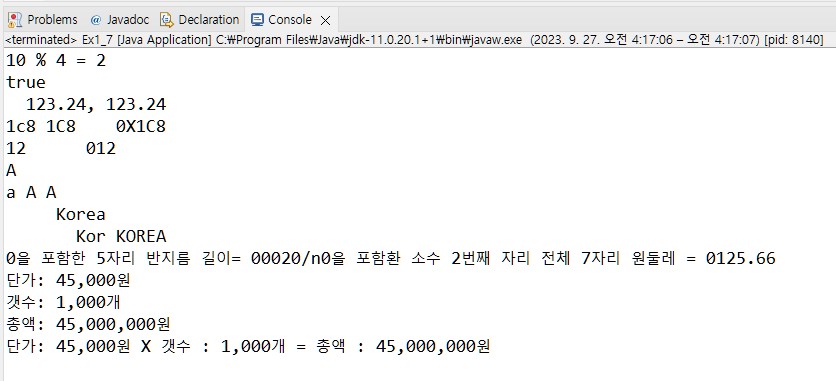 Problems @ Javadoc Declaration Console
<terminated> Ex1_7 [Java Application] C:₩Program Files₩Java₩jdk-11.0.20.1+1₩bin₩javaw.exe (2023. 9. 27. 오전 4:17:06 – 오전 4:17:07) [pid: 8140]
10 % 4 = 2
true
  123.24, 123.24
1c8 1C8    0X1C8
12      012
A
a A A
     Korea
       Kor KOREA
0을 포함한 5자리 반지름 길이= 00020/n0을 포함환 소수 2번째 자리 전체 7자리 원둘레 = 0125.66
단가: 45,000원
갯수: 1,000개
총액: 45,000,000원
단가: 45,000원 X 갯수 : 1,000개 = 총액 : 45,000,000원